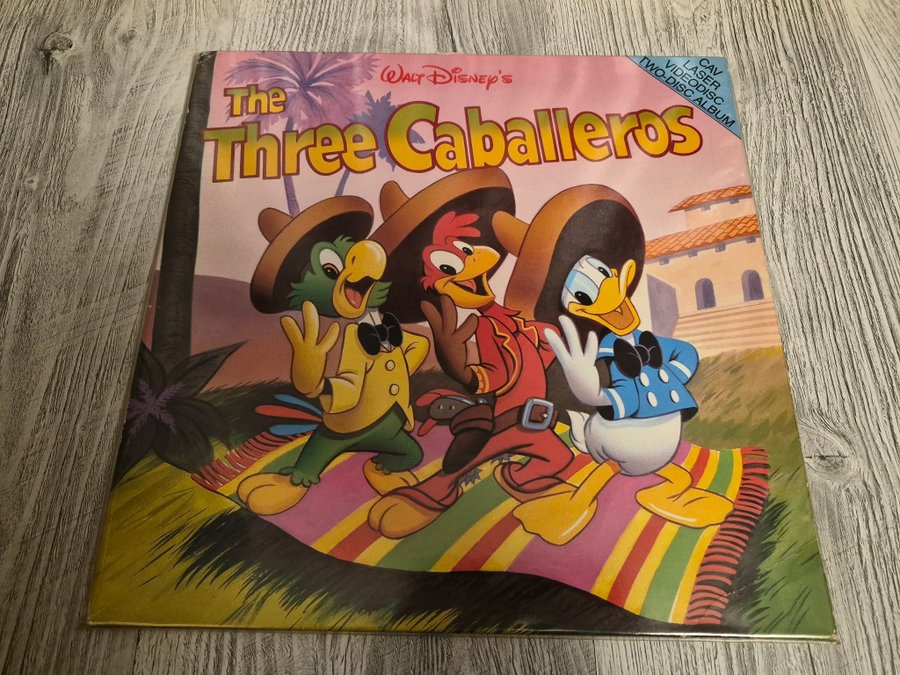 Walt Disney's
The
Three Caballeros
CAV
LASER
VIDEODISC
TWO-DISC ALBUM